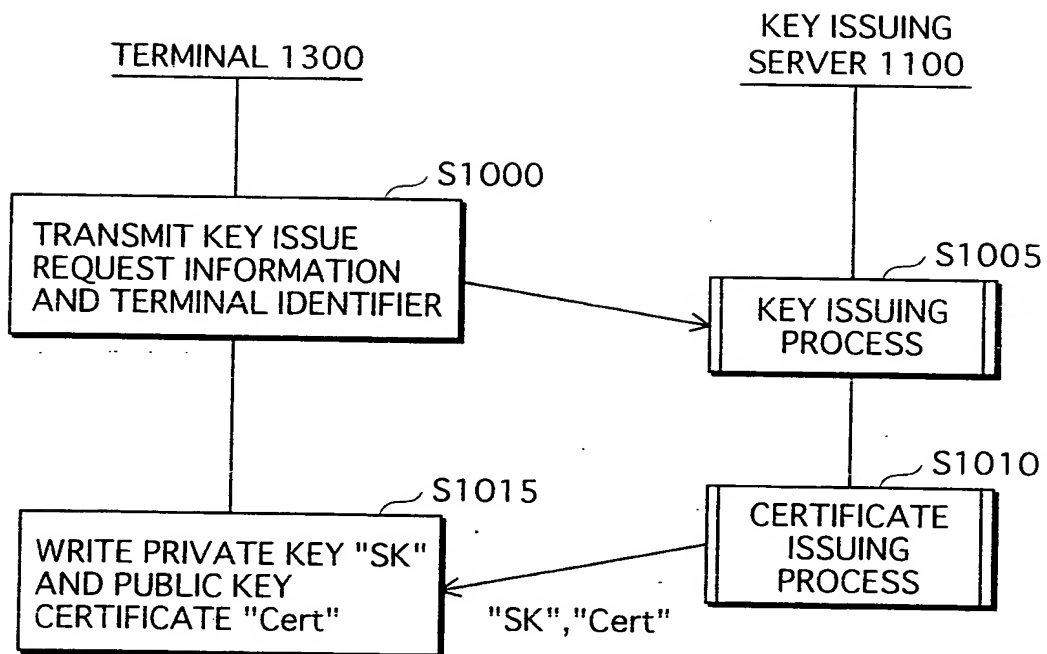 TERMINAL 1300
KEY ISSUING
SERVER 1100
S1000
TRANSMIT KEY ISSUE
REQUEST INFORMATION
AND TERMINAL IDENTIFIER
S1005
KEY ISSUING
PROCESS
S1010
CERTIFICATE
ISSUING
PROCESS
S1015
WRITE PRIVATE KEY "SK"
AND PUBLIC KEY
CERTIFICATE "Cert"
"SK","Cert"